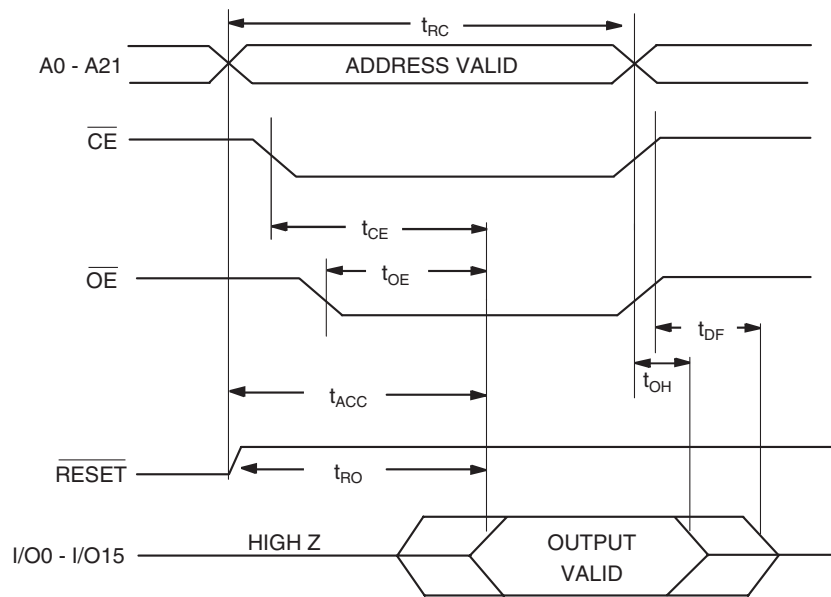 tRC
A0 - A21
ADDRESS VALID
CE
tCE
tOE
OE
tDF
tOH
tACC
RESET
tRO
I/O0 - I/O15
HIGH Z
OUTPUT
VALID